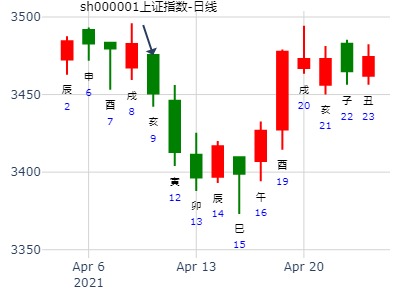 sh000001上证指数-日线
3500
3450
3400
3350
辰
2
申
6
酉
7
戌
8
亥
9
寅
12
卯
13
辰
14
巳
15
午
16
酉
19
戌
20
亥
21
子
22
丑
23
Apr 6
2021
Apr 13
Apr 20